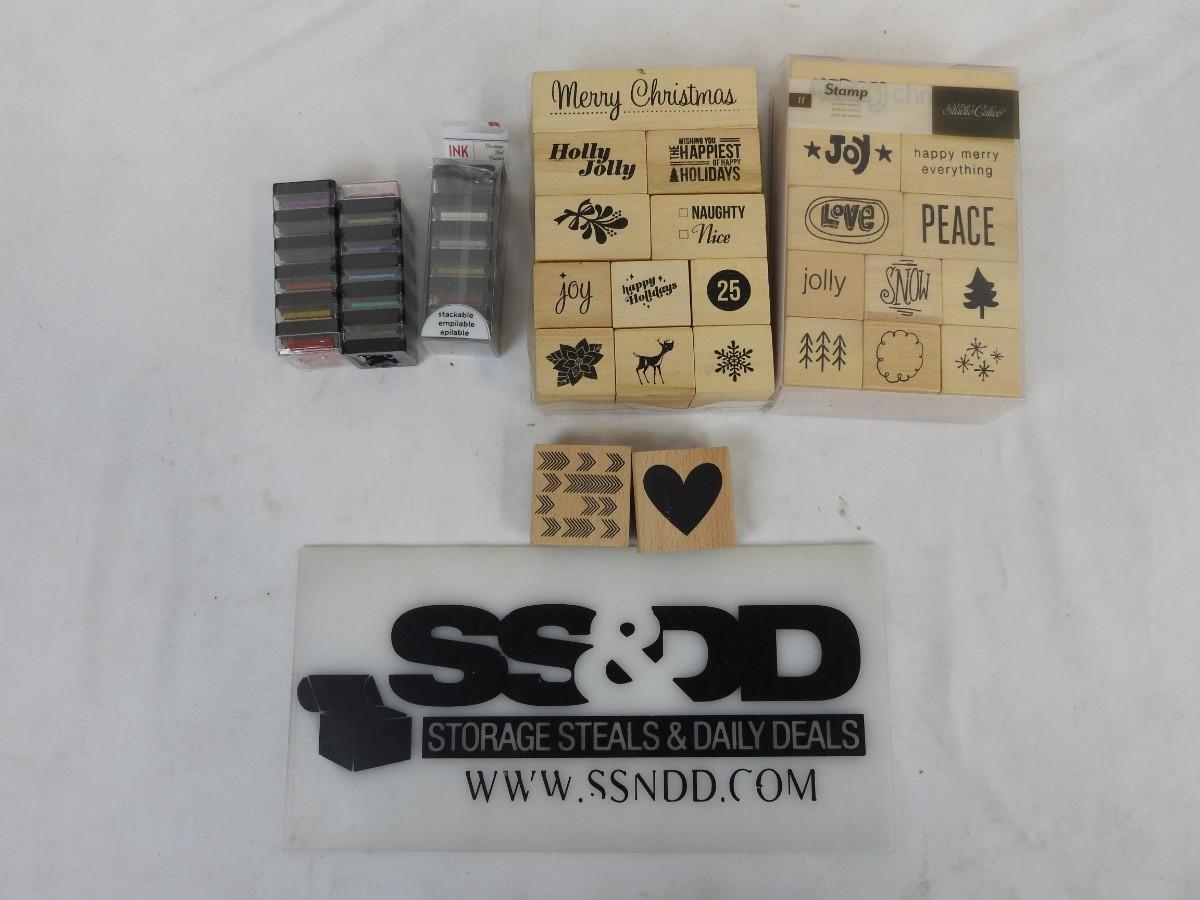 INK
stackable
empilable
apilable
Merry Christmas
Holly
Jolly
WISHING YOU
THE HAPPIEST
OF HAPPY
HOLIDAYS
NAUGHTY
Nice
joy
happy
Holidays
25
11
Stamp
Studio Calico
Joy
happy merry
everything
LOVE
PEACE
jolly
SNOW
SS&DD
STORAGE STEALS & DAILY DEALS
WWW.SSNDD.COM